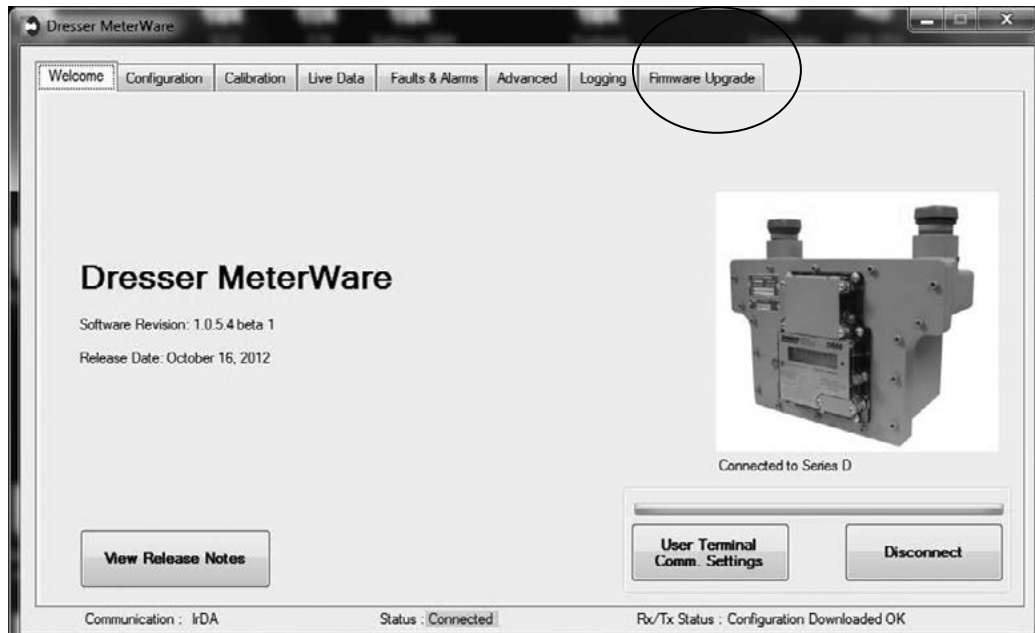 Dresser MeterWare
Welcome Configuration Calibration Live Data Faults & Alarms Advanced Logging Firmware Upgrade
Dresser MeterWare
Software Revision: 1.0.5.4 beta 1
Release Date: October 16, 2012
Connected to Series D
View Release Notes
User Terminal
Comm. Settings
Disconnect
Communication : IrDA Status : Connected Rx/Tx Status : Configuration Downloaded OK